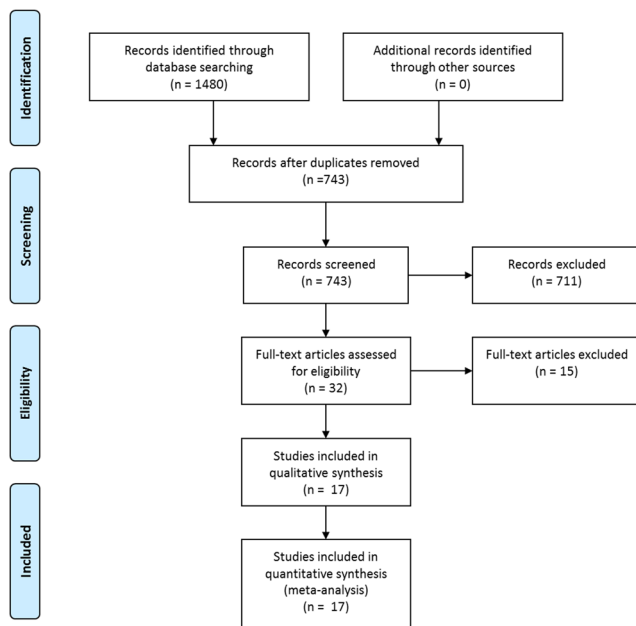 Identification
Records identified through
database searching
(n = 1480)
Additional records identified
through other sources
(n = 0)
Records after duplicates removed
(n =743)
Screening
Records screened
(n = 743)
Records excluded
(n = 711)
Eligibility
Full-text articles assessed
for eligibility
(n = 32)
Full-text articles excluded
(n = 15)
Studies included in
qualitative synthesis
(n =  17)
Included
Studies included in
quantitative synthesis
(meta-analysis)
(n =  17)